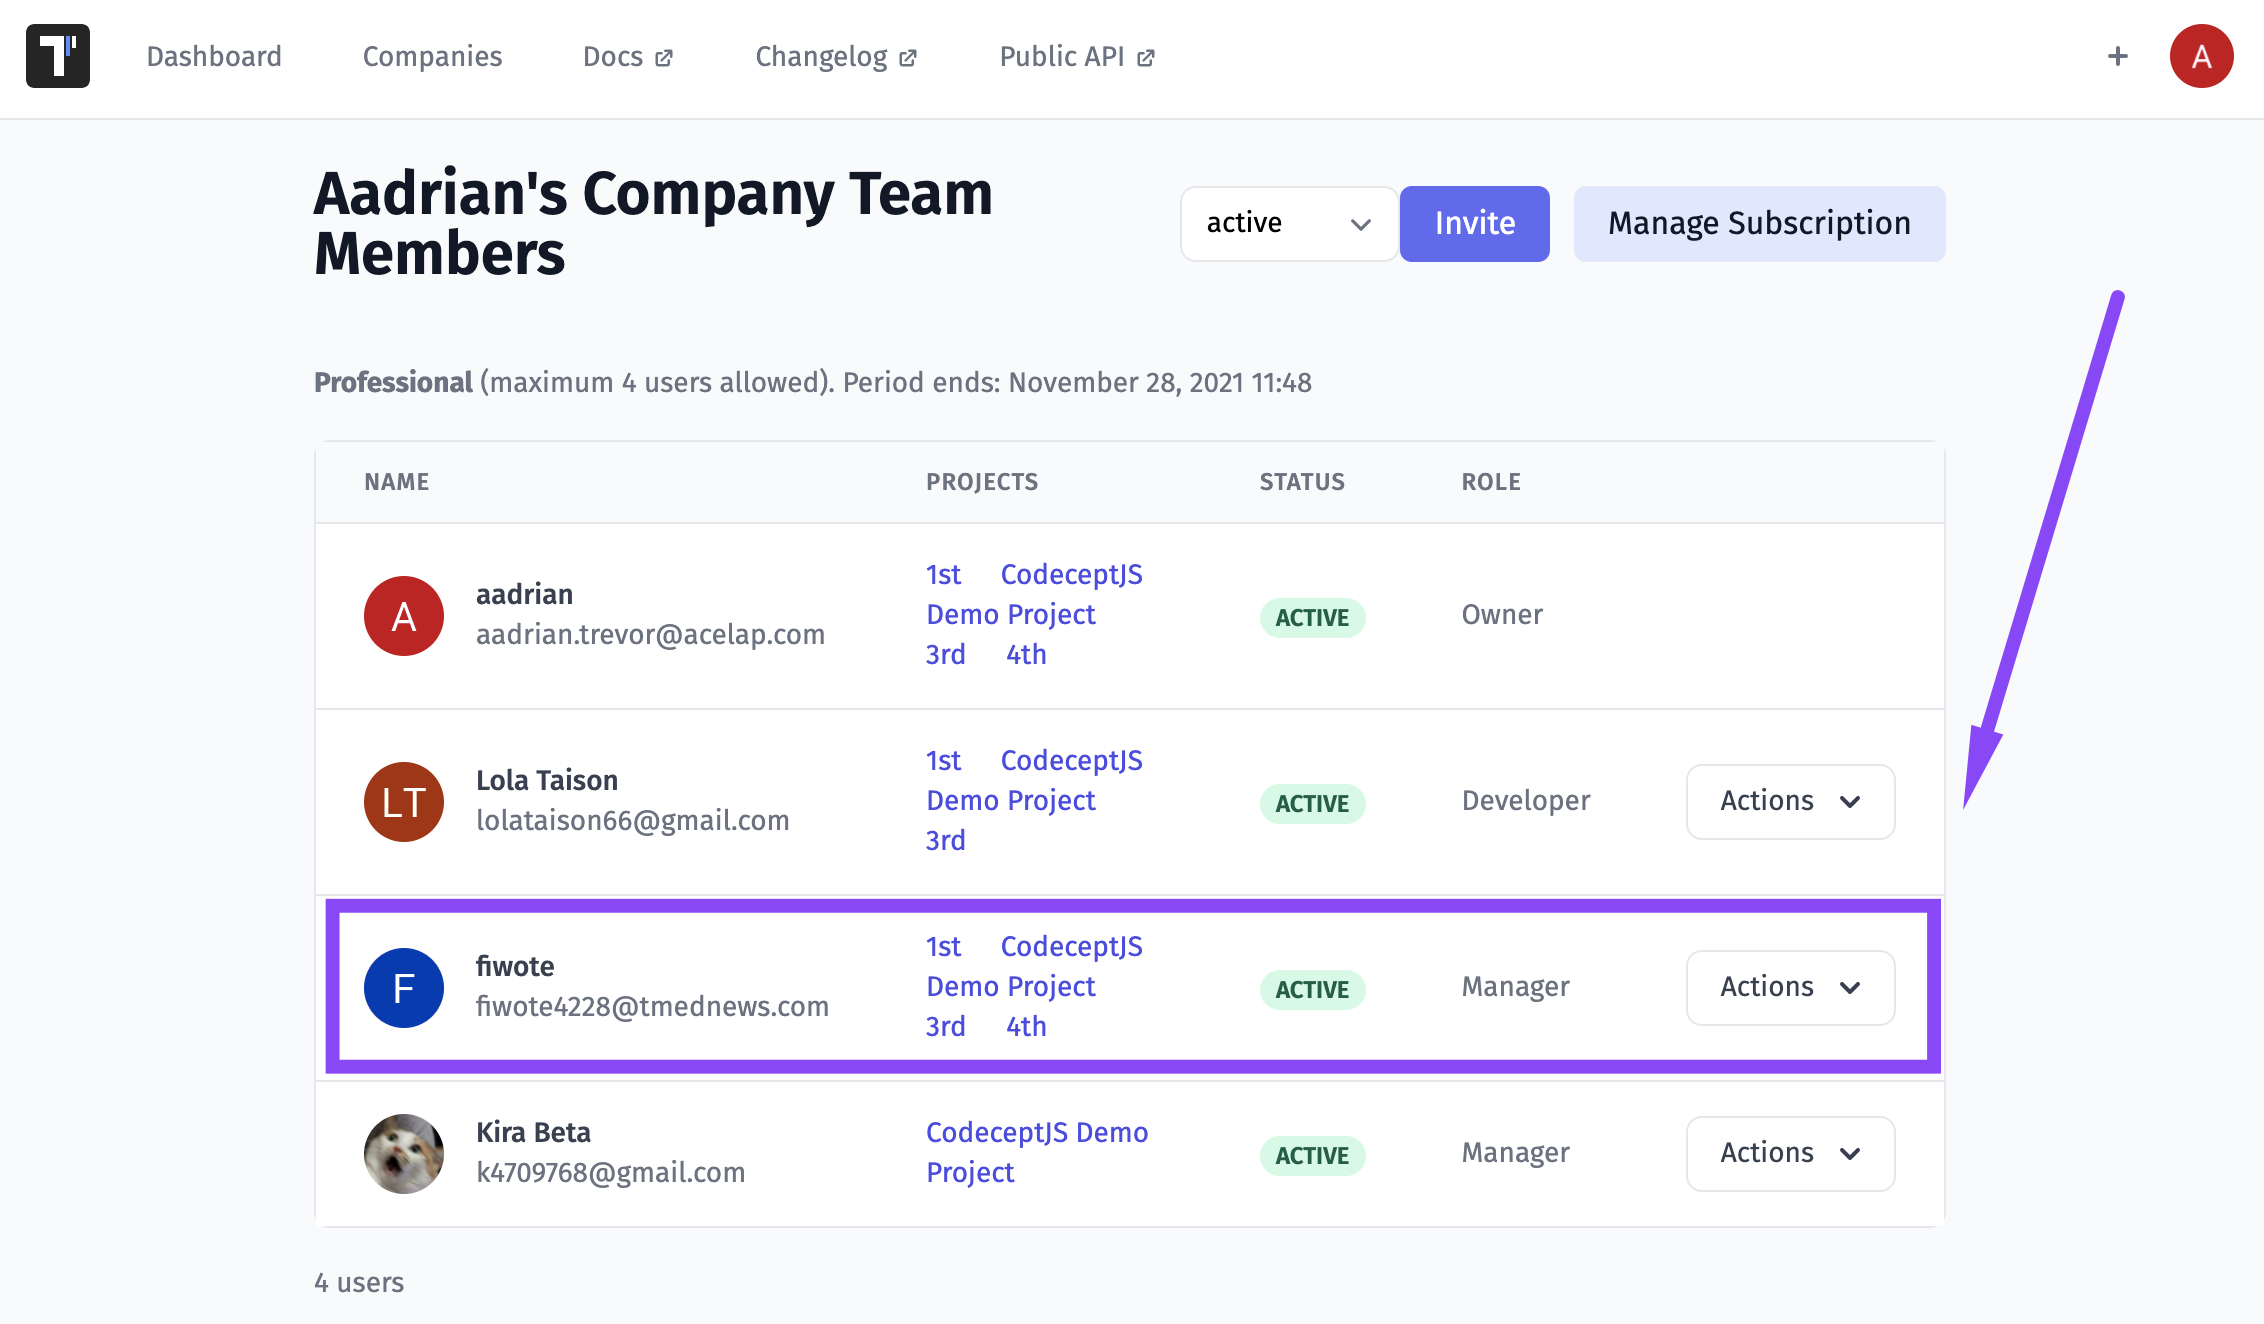 T
Dashboard Companies Docs Changelog Public API + A
Aadrian's Company Team
Members
active Invite Manage Subscription
Professional (maximum 4 users allowed). Period ends: November 28, 2021 11:48
NAME PROJECTS STATUS ROLE
A
aadrian
aadrian.trevor@acelap.com
1st CodeceptJS
Demo Project
3rd 4th
ACTIVE
Owner
LT
Lola Taison
lolataison66@gmail.com
1st CodeceptJS
Demo Project
3rd
ACTIVE
Developer
Actions
F
fiwote
fiwote4228@tmednews.com
1st CodeceptJS
Demo Project
3rd 4th
ACTIVE
Manager
Actions
Kira Beta
k4709768@gmail.com
CodeceptJS Demo
Project
ACTIVE
Manager
Actions
4 users